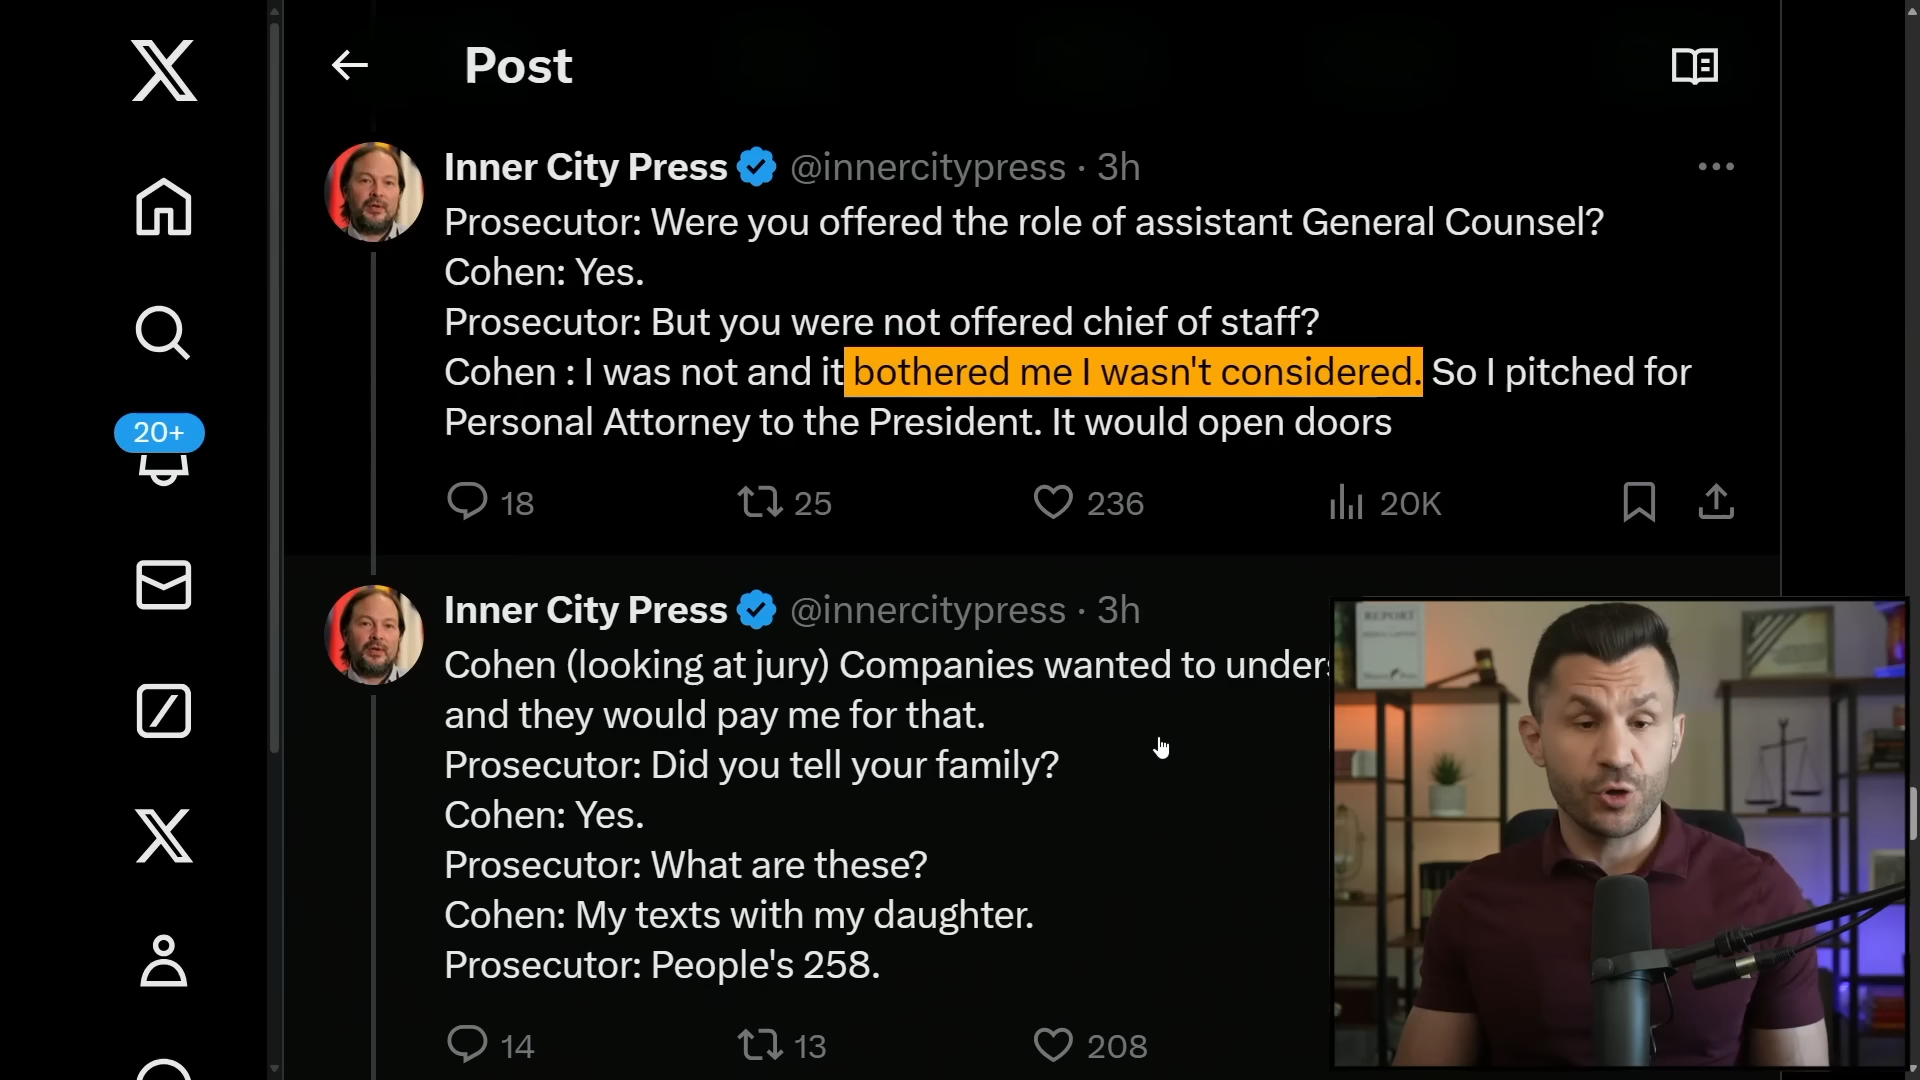 Post
Inner City Press @innercitypress · 3h
Prosecutor: Were you offered the role of assistant General Counsel?
Cohen: Yes.
Prosecutor: But you were not offered chief of staff?
Cohen : I was not and it bothered me I wasn't considered. So I pitched for
Personal Attorney to the President. It would open doors
18 25 236 20K
20+
Inner City Press @innercitypress · 3h
Cohen (looking at jury) Companies wanted to unders
and they would pay me for that.
Prosecutor: Did you tell your family?
Cohen: Yes.
Prosecutor: What are these?
Cohen: My texts with my daughter.
Prosecutor: People's 258.
14 13 208
REPORT